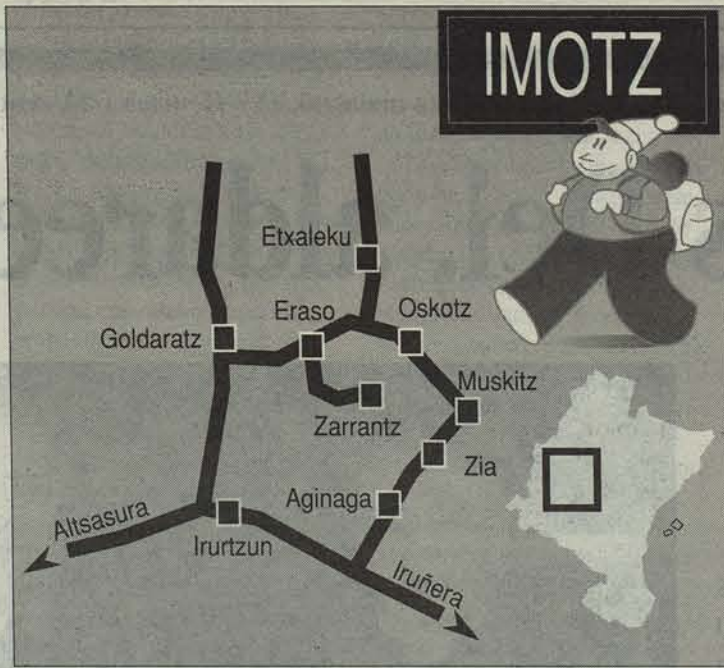 IMOTZ
Etxaleku
Eraso
Oskotz
Goldaratz
Muskitz
Zarrantz
Zia
Aginaga
Altsasura
Irurtzun
Iruñera